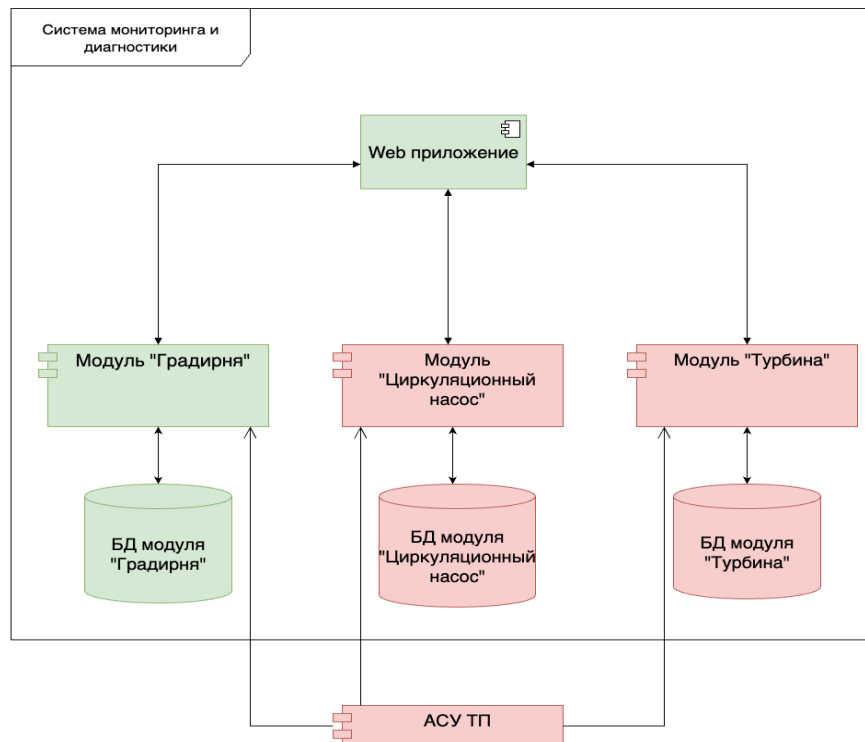 Система мониторинга и
диагностики
Web приложение
Модуль "Градирня"
Модуль
"Циркуляционный
насос"
Модуль "Турбина"
БД модуля
"Градирня"
БД модуля
"Циркуляционный
насос"
БД модуля
"Турбина"
АСУ ТП